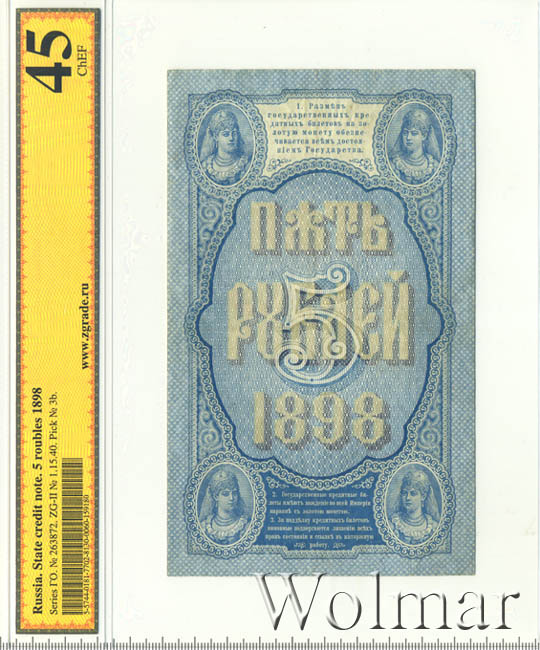 45
ChEF
www.zgrade.ru
Russia. State credit note. 5 roubles 1898
Series ГО. № 263872, ZG-II № 1.15.40, Pick № 3b.
1. Размѣнъ
государственныхъ кре
дитныхъ билетовъ на зо
лотую монету обезпе
чивается всѣмъ достоя
ніемъ Государства.
ПѦТЬ
РУБЛЕЙ
5
1898
2. Государственные кредитные би
леты имѣютъ хожденіе во всей Имперіи
наравнѣ съ золотою монетою.
3. За поддѣлку кредитныхъ билетовъ
виновные подвергаются лишенію всѣхъ
правъ состоянія и ссылкѣ въ каторжную
работу.
Wolmar